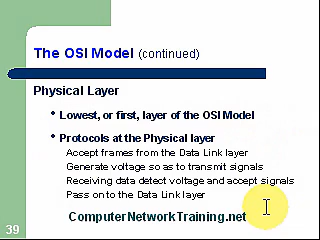 The OSI Model (continued)
Physical Layer
• Lowest, or first, layer of the OSI Model
• Protocols at the Physical layer
Accept frames from the Data Link layer
Generate voltage so as to transmit signals
Receiving data detect voltage and accept signals
Pass on to the Data Link layer
ComputerNetworkTraining.net
39